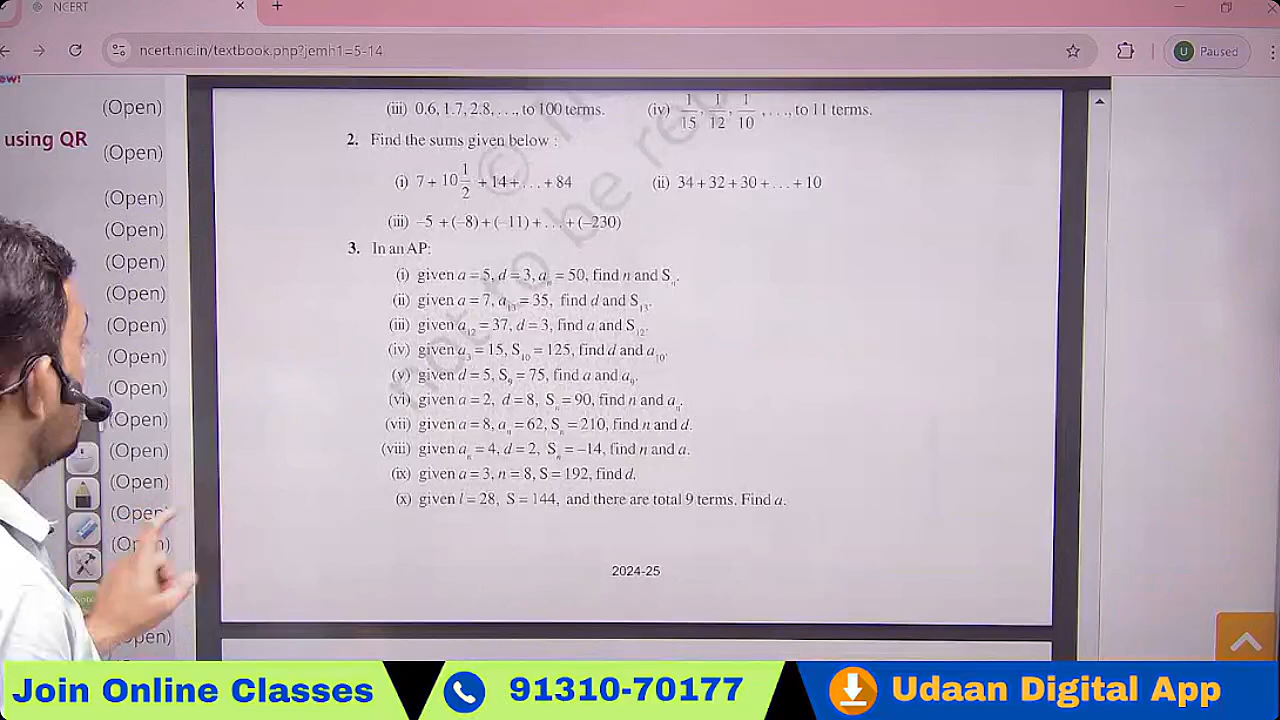 NCERT
ncert.nic.in/textbook.php?jemh1=5-14
U Paused
ew!
(Open)
using QR
(Open)
(Open)
(Open)
(Open)
(Open)
(Open)
(Open)
(Open)
(Open)
(Open)
(Open)
(Open)
(Open)
(iii) 0.6, 1.7, 2.8, . . ., to 100 terms. (iv) 1/15, 1/12, 1/10, . . ., to 11 terms.
2. Find the sums given below :
(i) 7 + 10 1/2 + 14 + . . . + 84 (ii) 34 + 32 + 30 + . . . + 10
(iii) –5 + (–8) + (–11) + . . . + (–230)
3. In an AP:
(i) given a = 5, d = 3, aₙ = 50, find n and Sₙ.
(ii) given a = 7, a₁₃ = 35, find d and S₁₃.
(iii) given a₁₂ = 37, d = 3, find a and S₁₂.
(iv) given a₃ = 15, S₁₀ = 125, find d and a₁₀.
(v) given d = 5, S₉ = 75, find a and a₉.
(vi) given a = 2, d = 8, Sₙ = 90, find n and aₙ.
(vii) given a = 8, aₙ = 62, Sₙ = 210, find n and d.
(viii) given aₙ = 4, d = 2, Sₙ = –14, find n and a.
(ix) given a = 3, n = 8, S = 192, find d.
(x) given l = 28, S = 144, and there are total 9 terms. Find a.
2024-25
(Open)
not to be re
Join Online Classes
91310-70177
Udaan Digital App